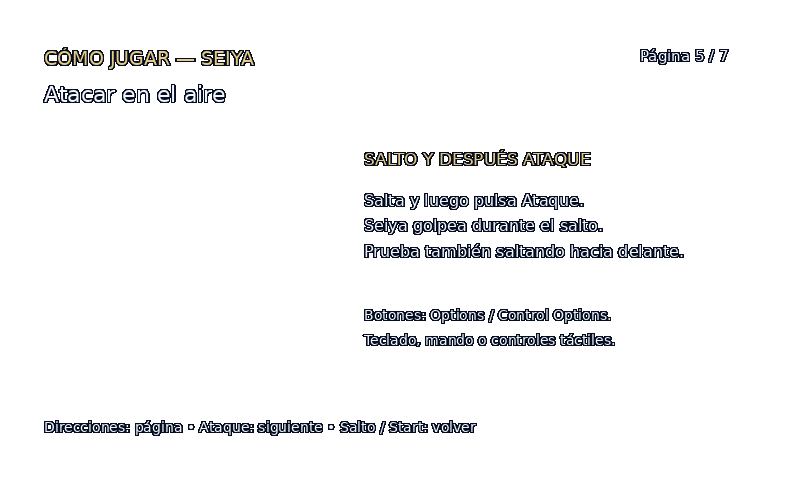 CÓMO JUGAR — SEIYA
Página 5 / 7
Atacar en el aire
SALTO Y DESPUÉS ATAQUE
Salta y luego pulsa Ataque.
Seiya golpea durante el salto.
Prueba también saltando hacia delante.
Botones: Options / Control Options.
Teclado, mando o controles táctiles.
Direcciones: página • Ataque: siguiente • Salto / Start: volver